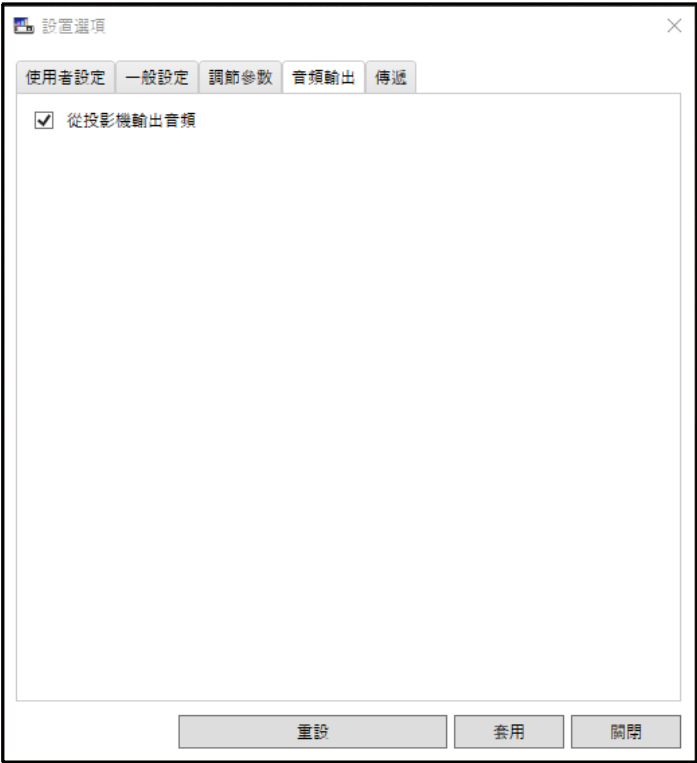 設置選項
使用者設定 一般設定 調節參數 音頻輸出 傳遞
從投影機輸出音頻
重設 套用 關閉